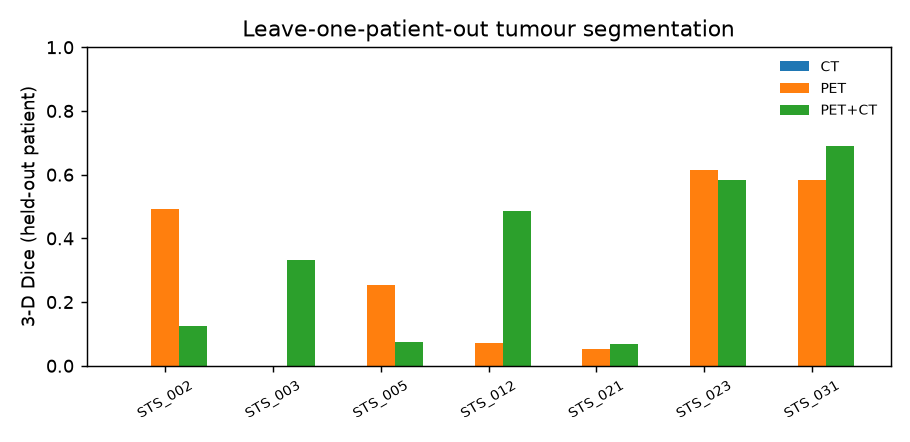 Leave-one-patient-out tumour segmentation
CT
PET
PET+CT
3-D Dice (held-out patient)
1.0
0.8
0.6
0.4
0.2
0.0
STS_002
STS_003
STS_005
STS_012
STS_021
STS_023
STS_031